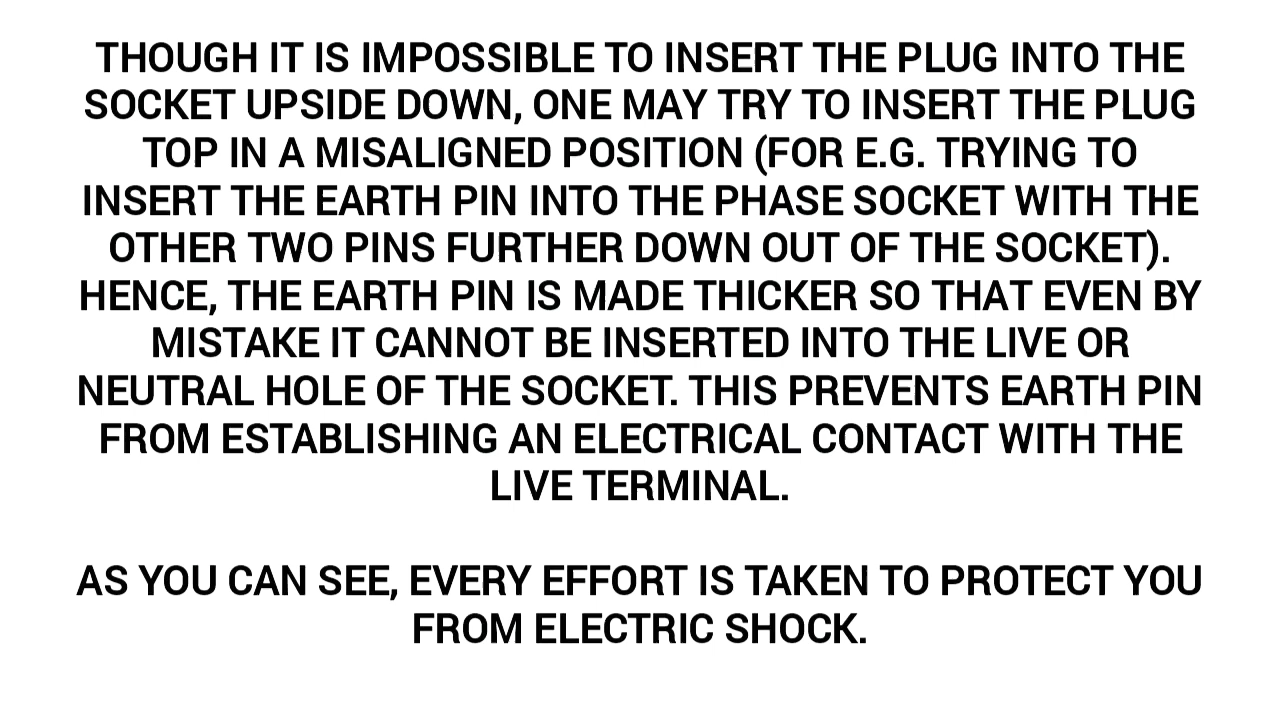 THOUGH IT IS IMPOSSIBLE TO INSERT THE PLUG INTO THE
SOCKET UPSIDE DOWN, ONE MAY TRY TO INSERT THE PLUG
TOP IN A MISALIGNED POSITION (FOR E.G. TRYING TO
INSERT THE EARTH PIN INTO THE PHASE SOCKET WITH THE
OTHER TWO PINS FURTHER DOWN OUT OF THE SOCKET).
HENCE, THE EARTH PIN IS MADE THICKER SO THAT EVEN BY
MISTAKE IT CANNOT BE INSERTED INTO THE LIVE OR
NEUTRAL HOLE OF THE SOCKET. THIS PREVENTS EARTH PIN
FROM ESTABLISHING AN ELECTRICAL CONTACT WITH THE
LIVE TERMINAL.
AS YOU CAN SEE, EVERY EFFORT IS TAKEN TO PROTECT YOU
FROM ELECTRIC SHOCK.